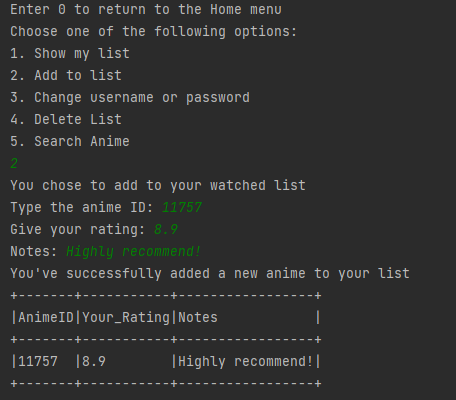 Enter 0 to return to the Home menu
Choose one of the following options:
1. Show my list
2. Add to list
3. Change username or password
4. Delete List
5. Search Anime
2
You chose to add to your watched list
Type the anime ID: 11757
Give your rating: 8.9
Notes: Highly recommend!
You've successfully added a new anime to your list
+-------+-----------+-----------------+
|AnimeID|Your_Rating|Notes            |
+-------+-----------+-----------------+
|11757  |8.9        |Highly recommend!|
+-------+-----------+-----------------+